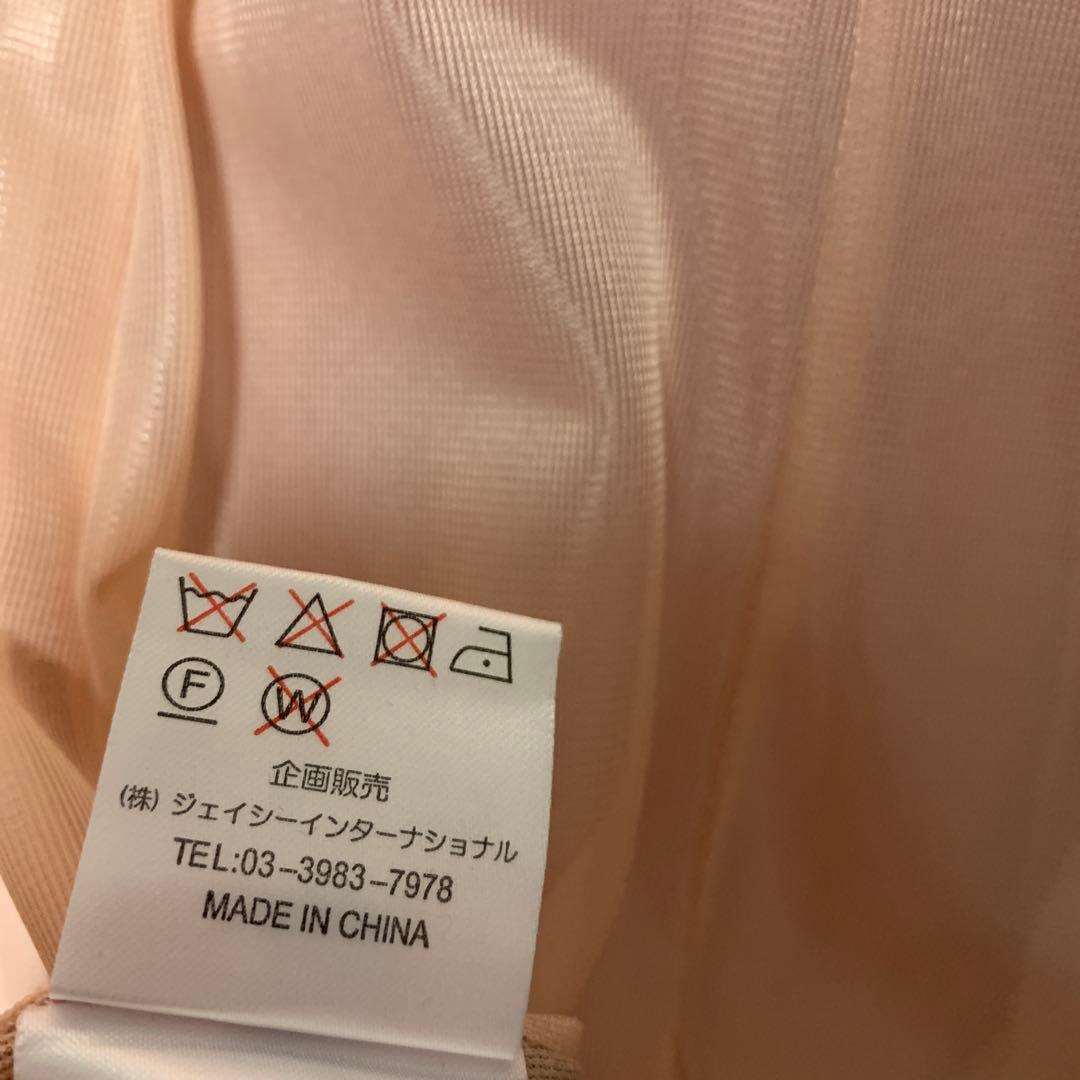 F W
企画販売
(株) ジェイシーインターナショナル
TEL:03-3983-7978
MADE IN CHINA